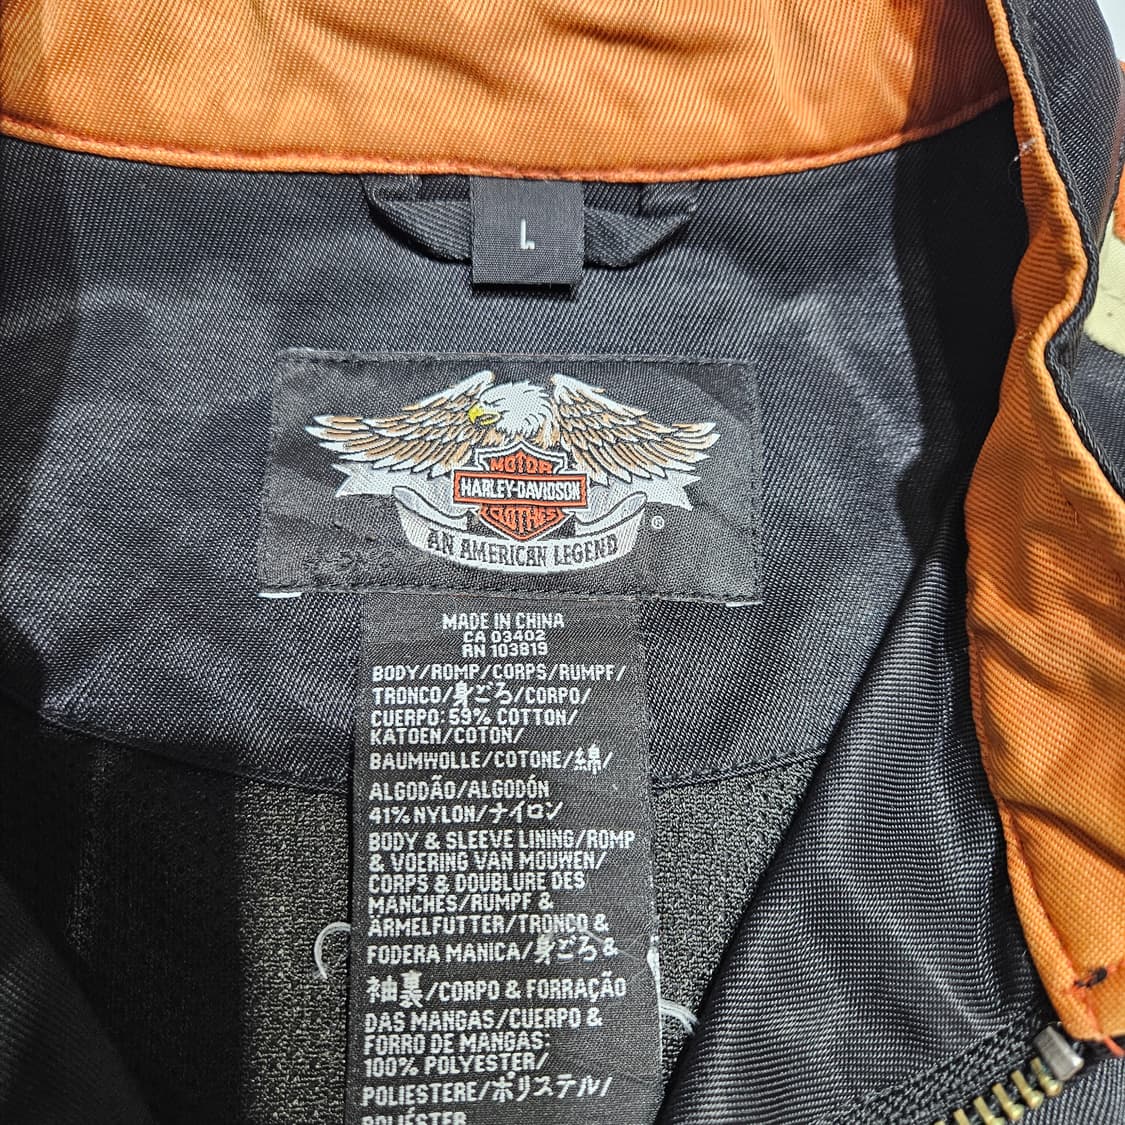 L
MOTOR
HARLEY-DAVIDSON
CLOTHES
®
AN AMERICAN LEGEND
MADE IN CHINA
CA 03402
RN 103819
BODY/ROMP/CORPS/RUMPF/
TRONCO/身ごろ/CORPO/
CUERPO: 59% COTTON/
KATOEN/COTON/
BAUMWOLLE/COTONE/綿/
ALGODÃO/ALGODÓN
41% NYLON/ナイロン
BODY & SLEEVE LINING/ROMP
& VOERING VAN MOUWEN/
CORPS & DOUBLURE DES
MANCHES/RUMPF &
ÄRMELFUTTER/TRONCO &
FODERA MANICA/身ごろ &
袖裏/CORPO & FORRAÇÃO
DAS MANGAS/CUERPO &
FORRO DE MANGAS:
100% POLYESTER/
POLIESTERE/ポリステル/
POLIÉSTER